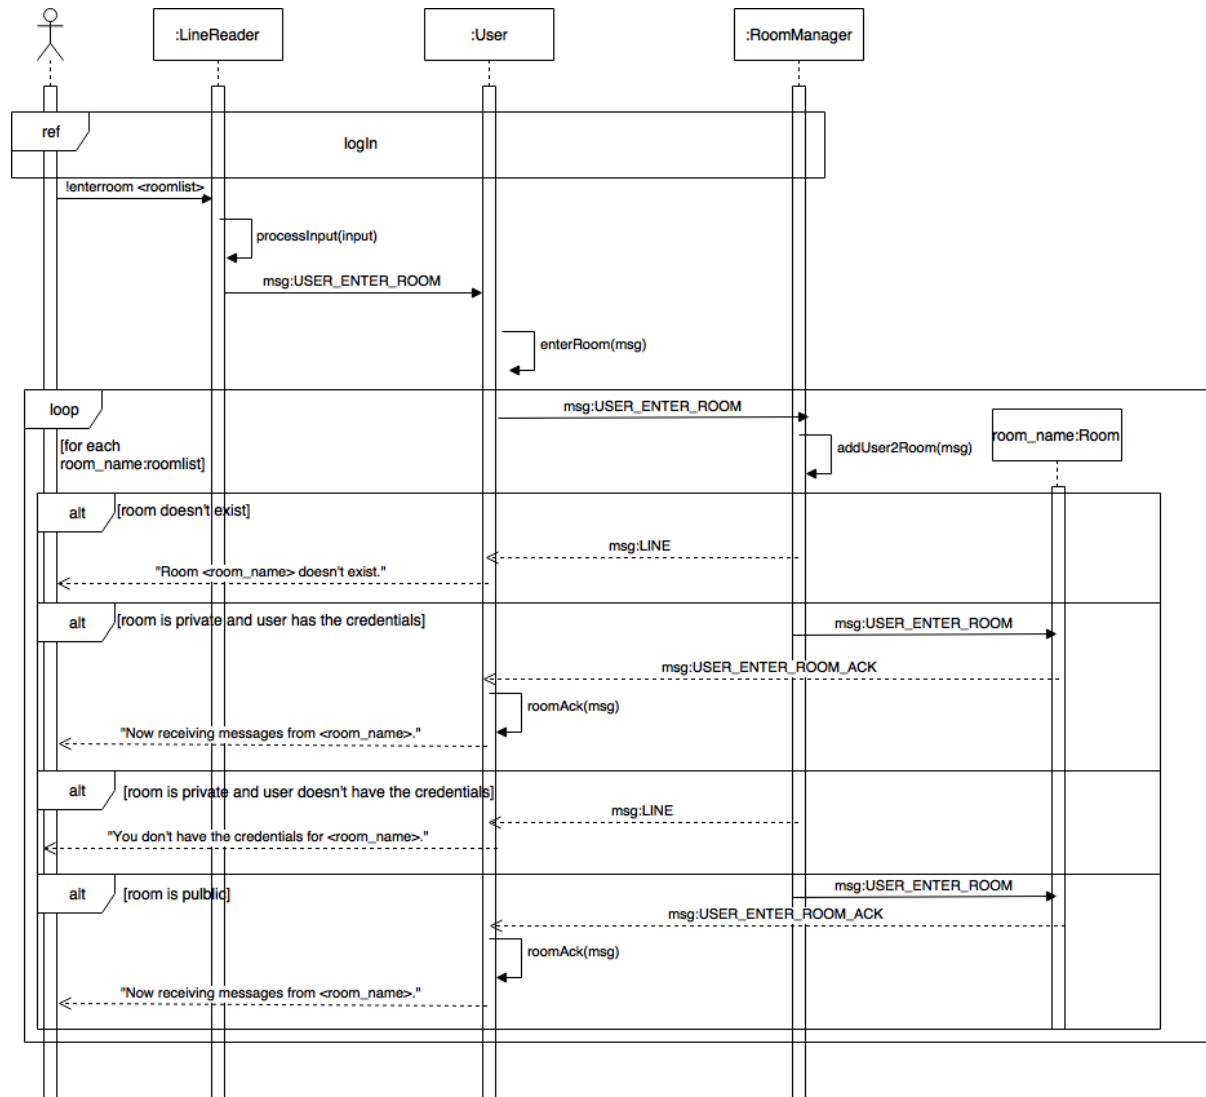 :LineReader
:User
:RoomManager
ref
logIn
!enterroom <roomlist>
processInput(input)
msg:USER_ENTER_ROOM
enterRoom(msg)
loop
msg:USER_ENTER_ROOM
[for each
room_name:roomlist]
addUser2Room(msg)
room_name:Room
alt
[room doesn't exist]
msg:LINE
"Room <room_name> doesn't exist."
alt
[room is private and user has the credentials]
msg:USER_ENTER_ROOM
msg:USER_ENTER_ROOM_ACK
roomAck(msg)
"Now receiving messages from <room_name>."
alt
[room is private and user doesn't have the credentials]
msg:LINE
"You don't have the credentials for <room_name>."
alt
[room is pulblic]
msg:USER_ENTER_ROOM
msg:USER_ENTER_ROOM_ACK
roomAck(msg)
"Now receiving messages from <room_name>."